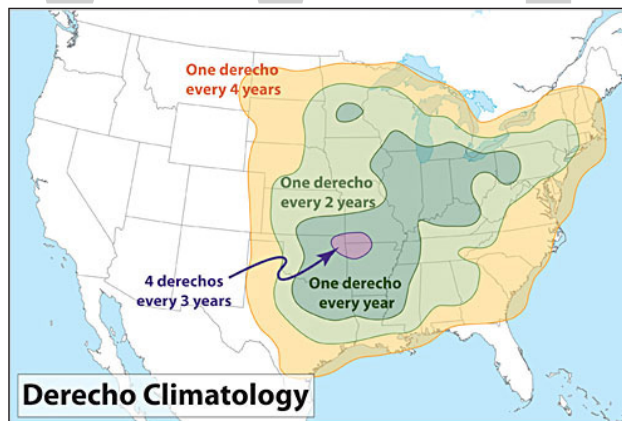 One derecho
every 4 years
One derecho
every 2 years
4 derechos
every 3 years
One derecho
every year
Derecho Climatology